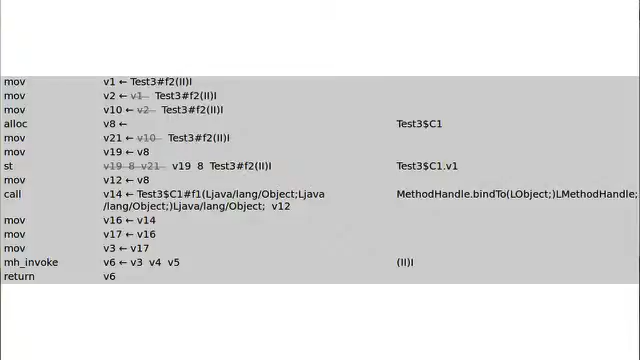 mov v1 ← Test3#f2(II)I
mov v2 ← v1 Test3#f2(II)I
mov v10 ← v2 Test3#f2(II)I
alloc v8 ← Test3$C1
mov v21 ← v10 Test3#f2(II)I
mov v19 ← v8
st v19 8 v21 v19 8 Test3#f2(II)I Test3$C1.v1
mov v12 ← v8
call v14 ← Test3$C1#f1(Ljava/lang/Object;Ljava MethodHandle.bindTo(LObject;)LMethodHandle;
/lang/Object;)Ljava/lang/Object; v12
mov v16 ← v14
mov v17 ← v16
mov v3 ← v17
mh_invoke v6 ← v3 v4 v5 (II)I
return v6